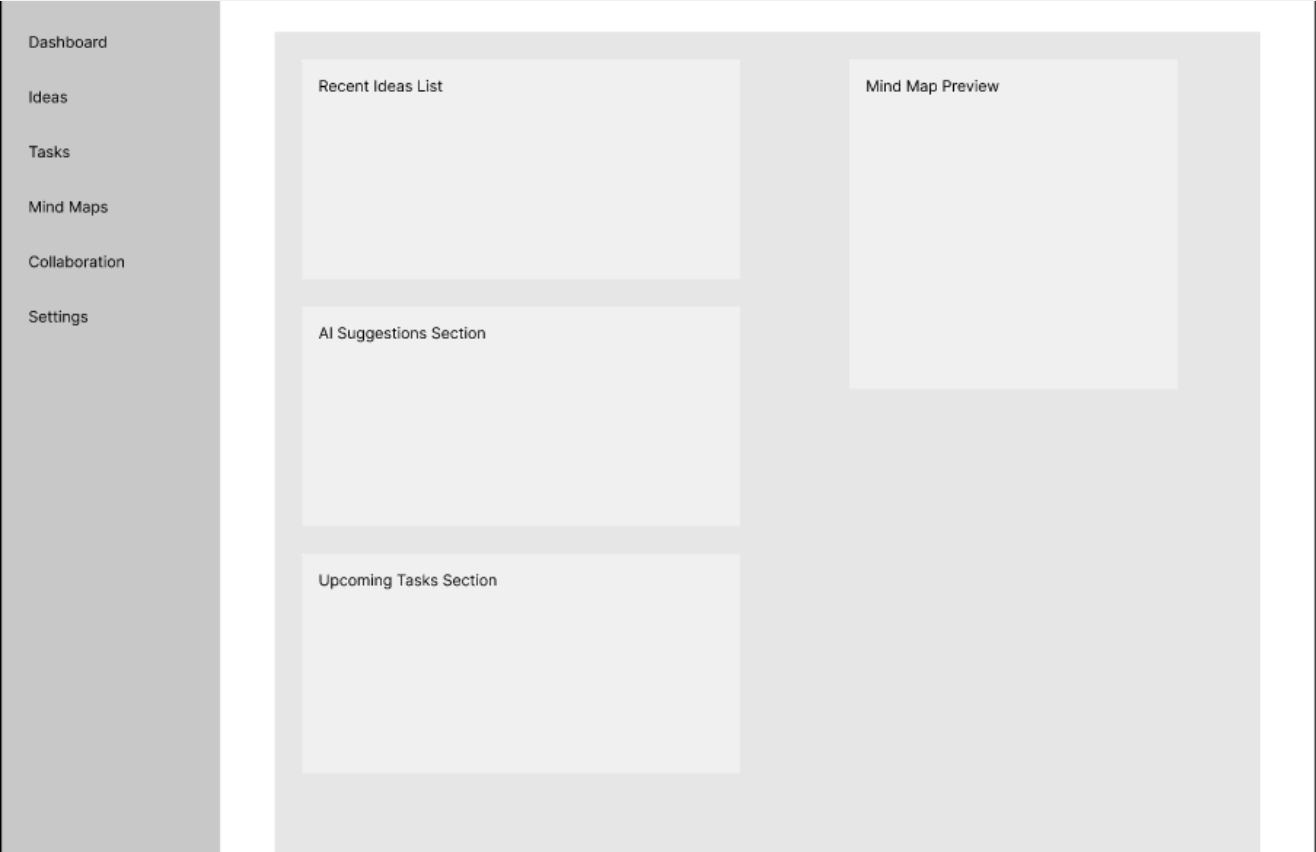 Dashboard
Ideas
Tasks
Mind Maps
Collaboration
Settings
Recent Ideas List
AI Suggestions Section
Upcoming Tasks Section
Mind Map Preview